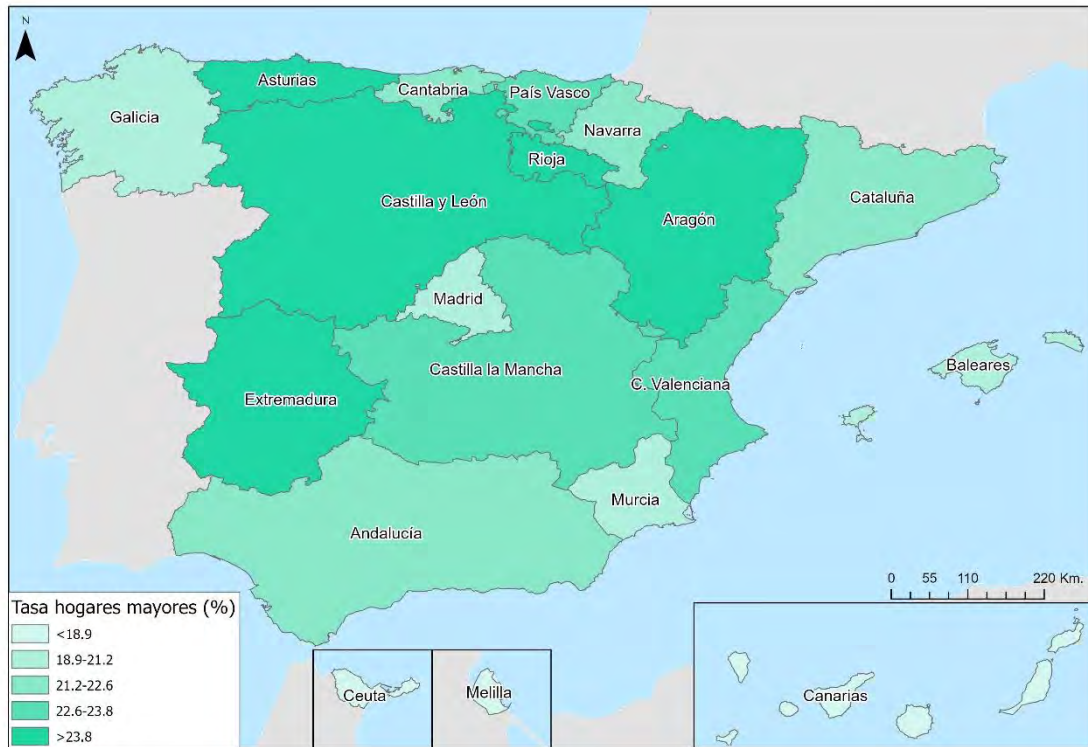 N
Asturias
Cantabria
País Vasco
Galicia
Navarra
Rioja
Castilla y León
Cataluña
Aragón
Madrid
Baleares
Castilla la Mancha
C. Valenciana
Extremadura
Murcia
Andalucía
0 55 110 220 Km.
Tasa hogares mayores (%)
<18.9
18.9-21.2
21.2-22.6
22.6-23.8
>23.8
Ceuta
Melilla
Canarias